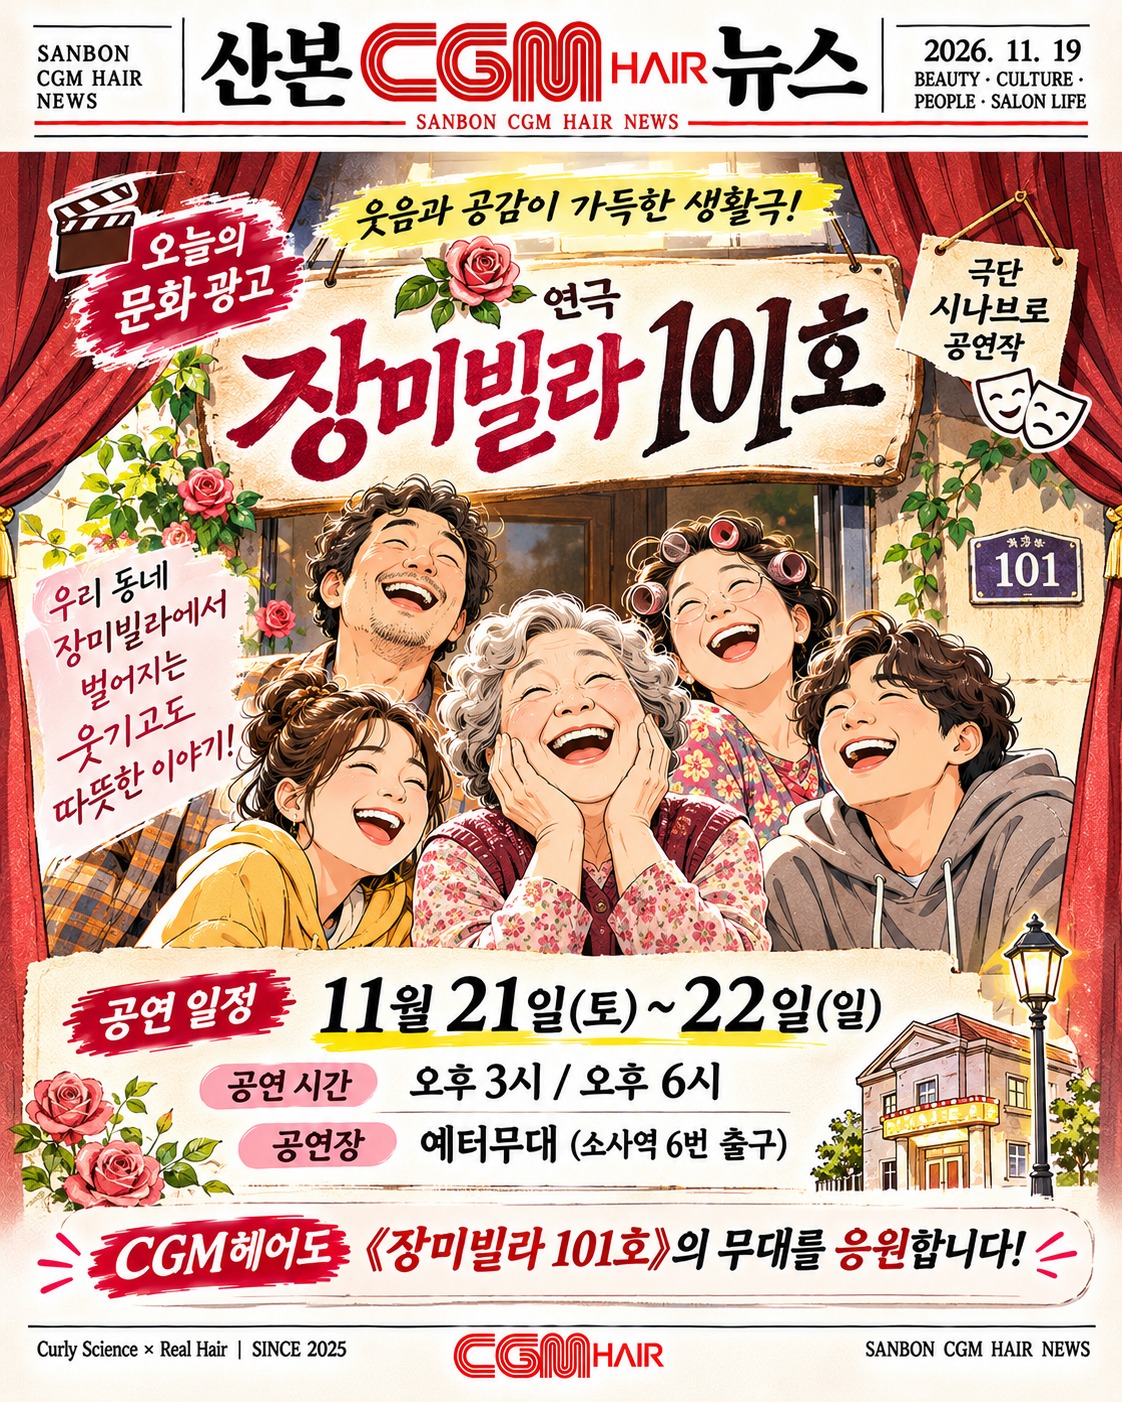 SANBON
CGM HAIR
NEWS
산본 CGM HAIR 뉴스
SANBON CGM HAIR NEWS
2026. 11. 19
BEAUTY · CULTURE ·
PEOPLE · SALON LIFE
오늘의
문화 광고
웃음과 공감이 가득한 생활극!
연극
장미빌라 101호
극단
시나브로
공연작
101
우리 동네
장미빌라에서
벌어지는
웃기고도
따뜻한 이야기!
공연 일정 11월 21일(토) ~ 22일(일)
공연 시간 오후 3시 / 오후 6시
공연장 예터무대 (소사역 6번 출구)
CGM헤어도 《장미빌라 101호》의 무대를 응원합니다!
Curly Science × Real Hair | SINCE 2025
CGM HAIR
SANBON CGM HAIR NEWS